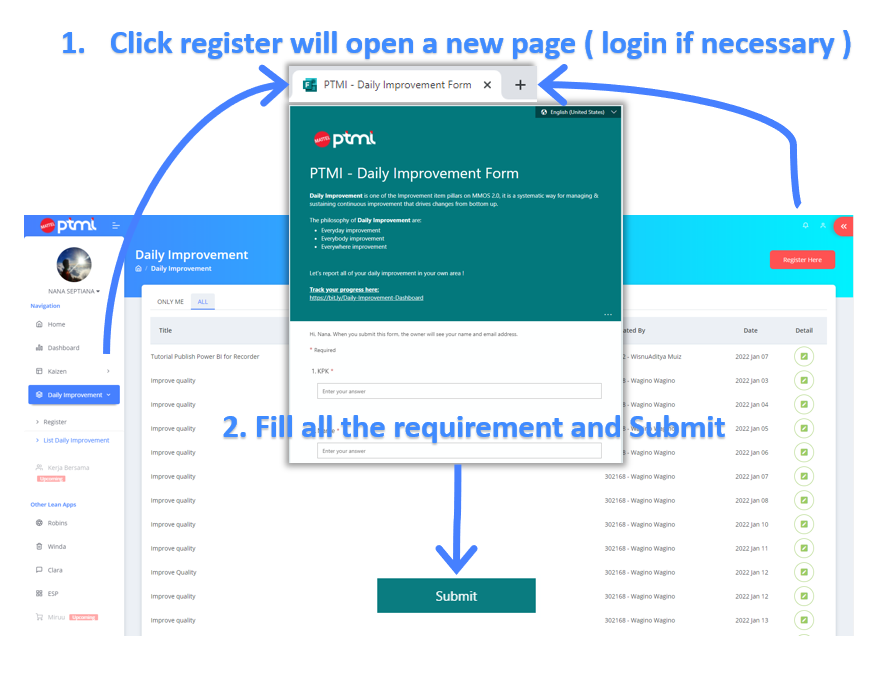 1. Click register will open a new page ( login if necessary )
PTMI - Daily Improvement Form
English (United States)
MATTEL ptmi
PTMI - Daily Improvement Form
Daily Improvement is one of the Improvement item pillars on MMOS 2.0, it is a systematic way for managing &
sustaining continuous improvement that drives changes from bottom up.
The philosophy of Daily Improvement are:
• Everyday improvement
• Everybody improvement
• Everywhere improvement
Let's report all of your daily improvement in your own area !
Track your progress here:
https://bit.ly/Daily-Improvement-Dashboard
...
Hi, Nana. When you submit this form, the owner will see your name and email address.
* Required
1. KPK *
Enter your answer
2. Fill all the requirement and Submit
Enter your answer
Submit
MATTEL ptmi
NANA SEPTIANA
Navigation
Home
Dashboard
Kaizen
Daily Improvement
Register
List Daily Improvement
Kerja Bersama
Upcoming
Other Lean Apps
Robins
Winda
Clara
ESP
Miruu Upcoming
Daily Improvement
/ Daily Improvement
Register Here
ONLY ME ALL
Title ated By Date Detail
Tutorial Publish Power BI for Recorder 2 - WisnuAditya Muiz 2022 Jan 07
Improve quality 8 - Wagino Wagino 2022 Jan 03
Improve quality 8 - Wagino Wagino 2022 Jan 04
Improve quality 8 - Wagino Wagino 2022 Jan 05
Improve quality 8 - Wagino Wagino 2022 Jan 06
Improve quality 302168 - Wagino Wagino 2022 Jan 07
Improve quality 302168 - Wagino Wagino 2022 Jan 08
Improve quality 302168 - Wagino Wagino 2022 Jan 10
Improve quality 302168 - Wagino Wagino 2022 Jan 11
Improve Quality 302168 - Wagino Wagino 2022 Jan 12
Improve quality 302168 - Wagino Wagino 2022 Jan 12
Improve quality 302168 - Wagino Wagino 2022 Jan 13